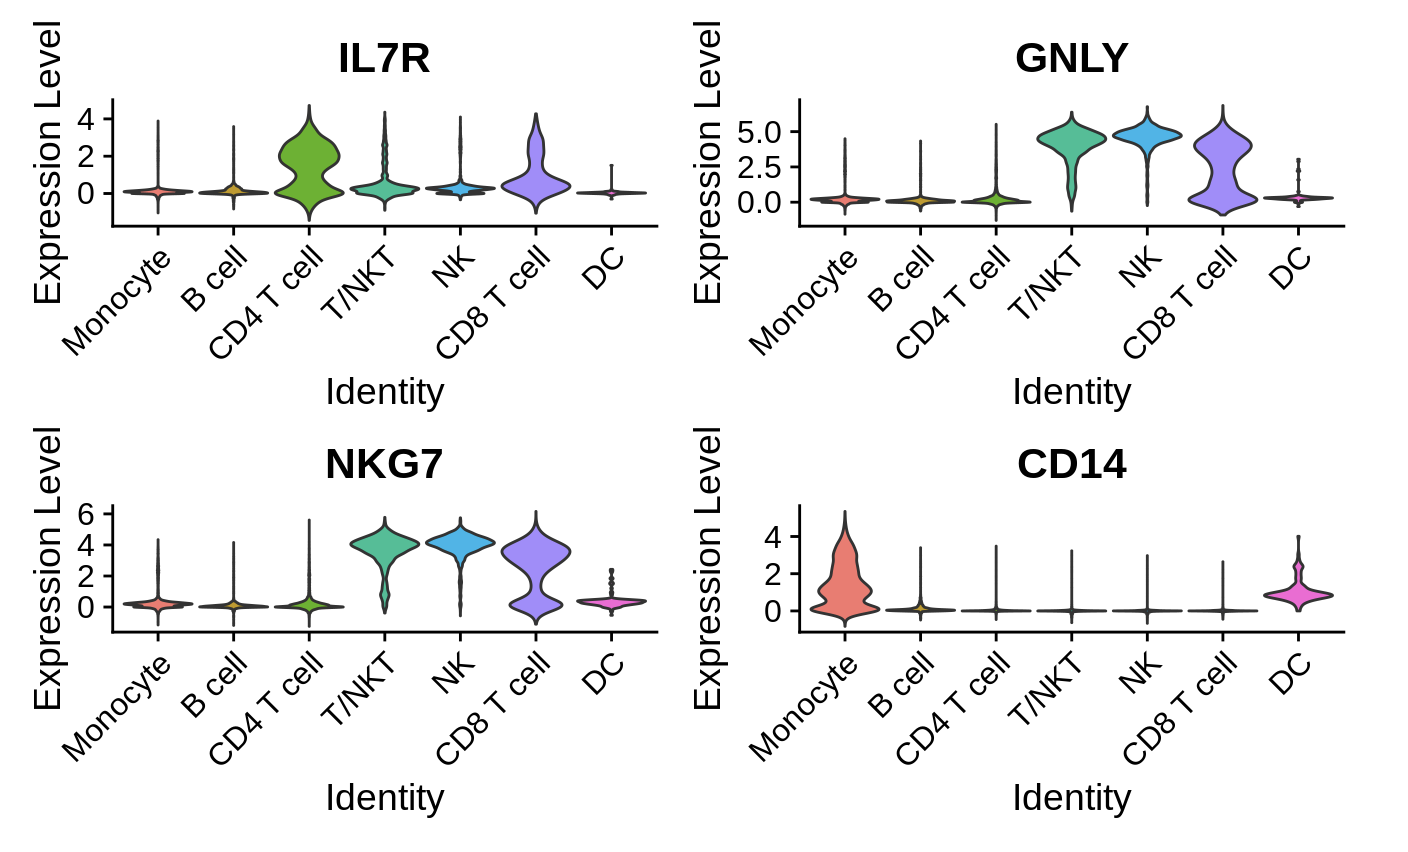 IL7R
Expression Level
4
2
0
Monocyte
B cell
CD4 T cell
T/NKT
NK
CD8 T cell
DC
Identity
GNLY
Expression Level
5.0
2.5
0.0
Monocyte
B cell
CD4 T cell
T/NKT
NK
CD8 T cell
DC
Identity
NKG7
Expression Level
6
4
2
0
Monocyte
B cell
CD4 T cell
T/NKT
NK
CD8 T cell
DC
Identity
CD14
Expression Level
4
2
0
Monocyte
B cell
CD4 T cell
T/NKT
NK
CD8 T cell
DC
Identity